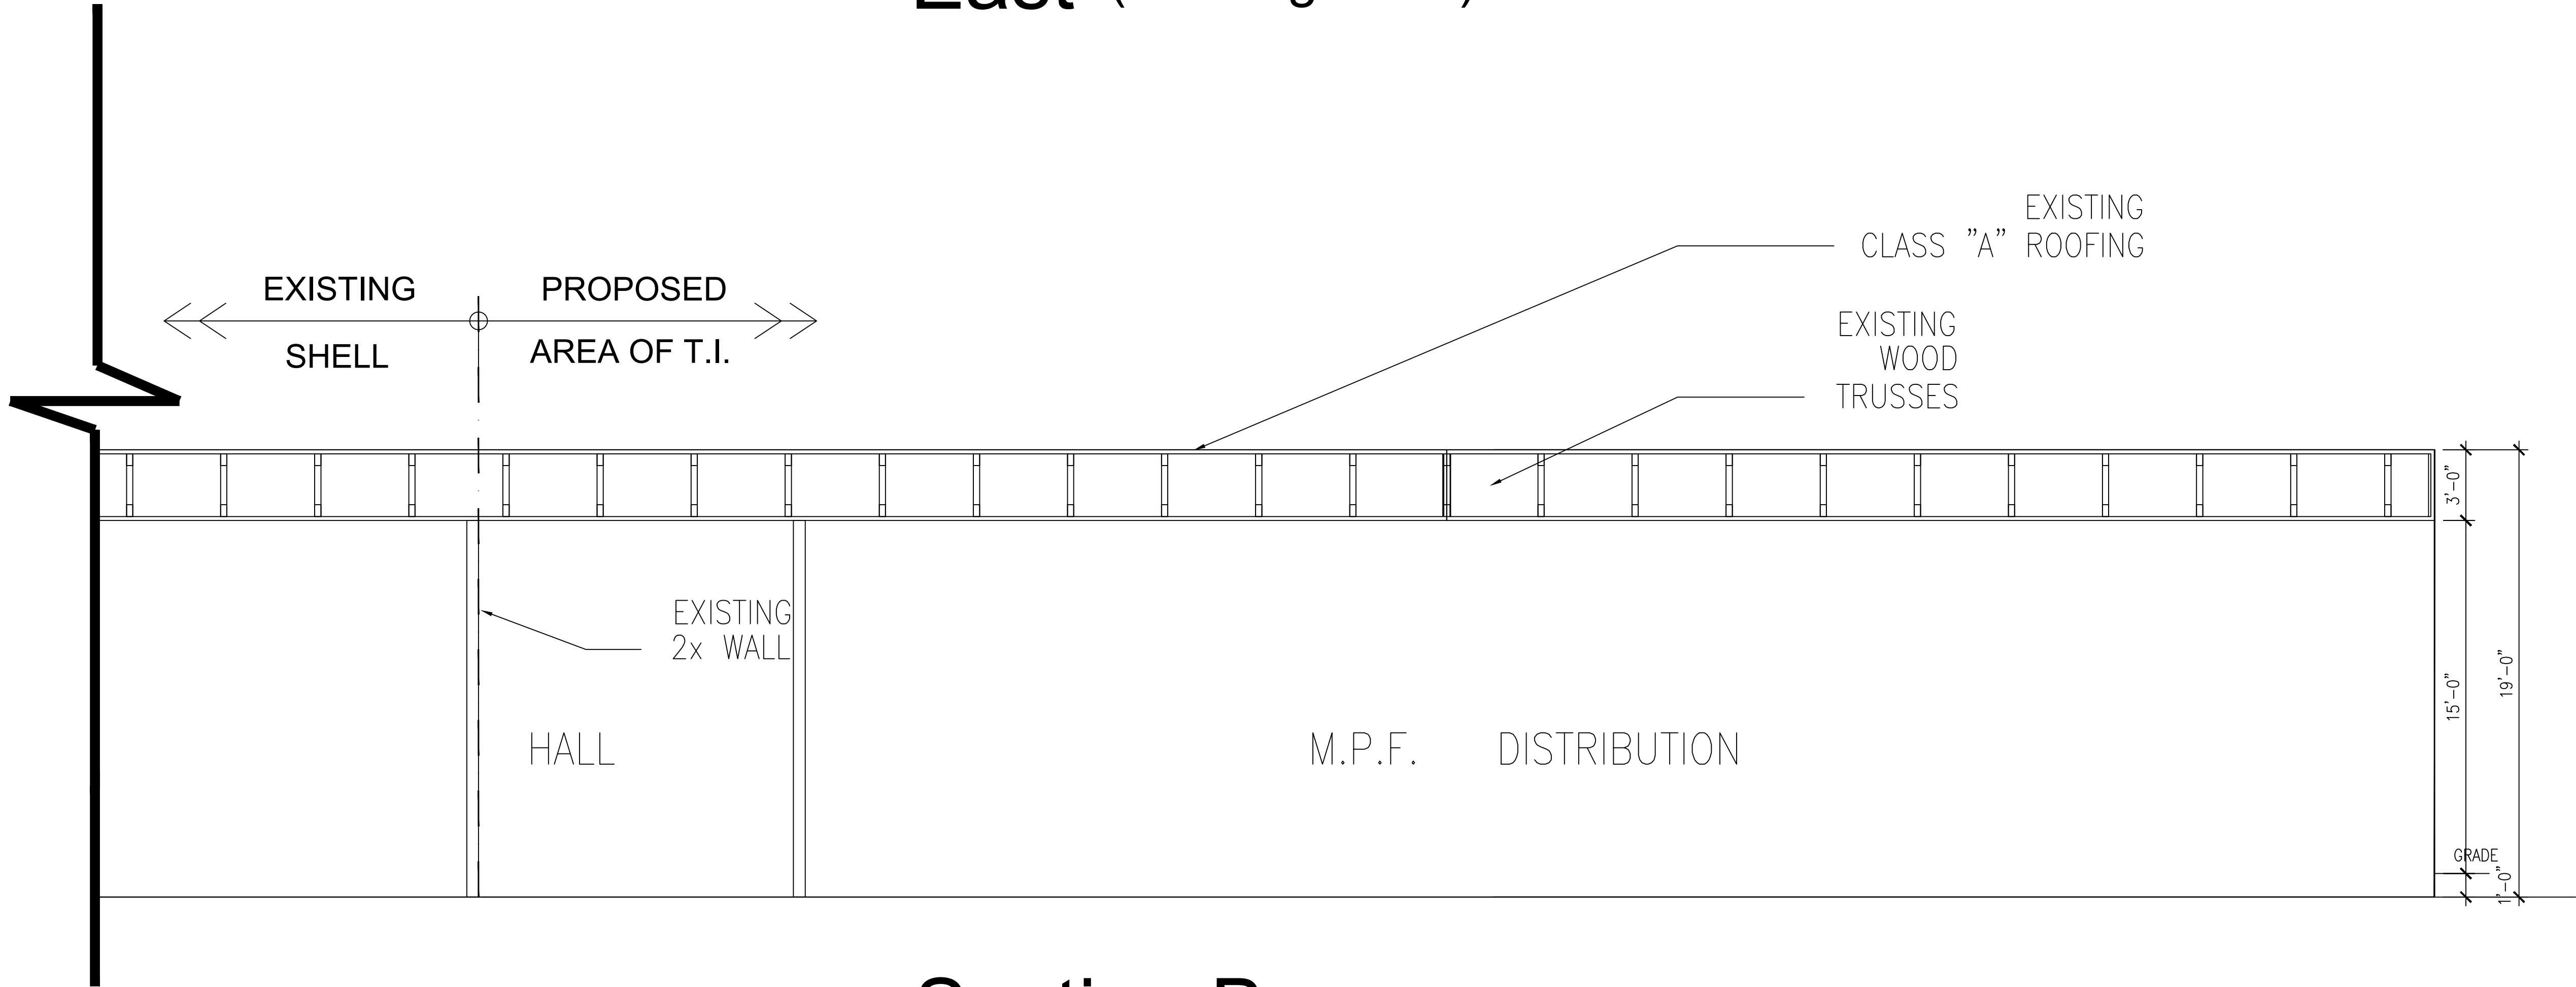 East
EXISTING
CLASS "A" ROOFING
EXISTING
SHELL
PROPOSED
AREA OF T.I.
EXISTING
WOOD
TRUSSES
3'-0"
EXISTING
2x WALL
15'-0"
19'-0"
HALL
M.P.F. DISTRIBUTION
GRADE
1'-0"